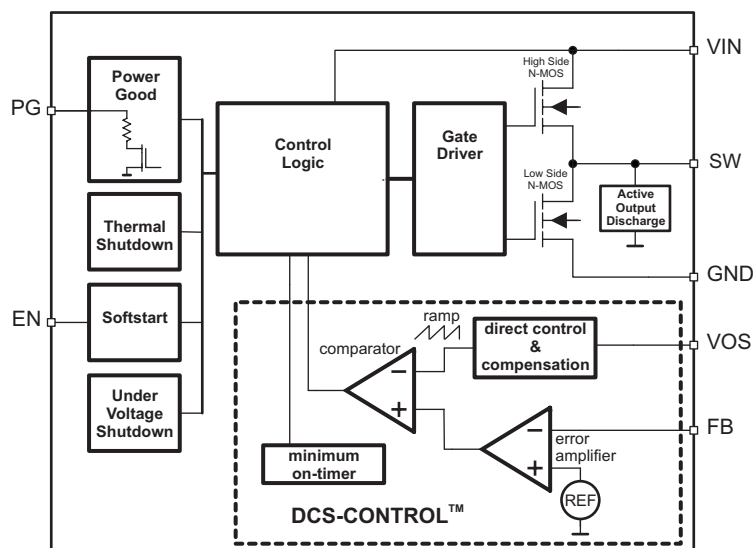 VIN
High Side
N-MOS
Power
Good
PG
Control
Logic
Gate
Driver
SW
Low Side
N-MOS
Active
Output
Discharge
Thermal
Shutdown
GND
EN
Softstart
ramp
direct control
&
compensation
VOS
comparator
−
+
Under
Voltage
Shutdown
FB
−
+
error
amplifier
minimum
on-timer
REF
DCS-CONTROL™